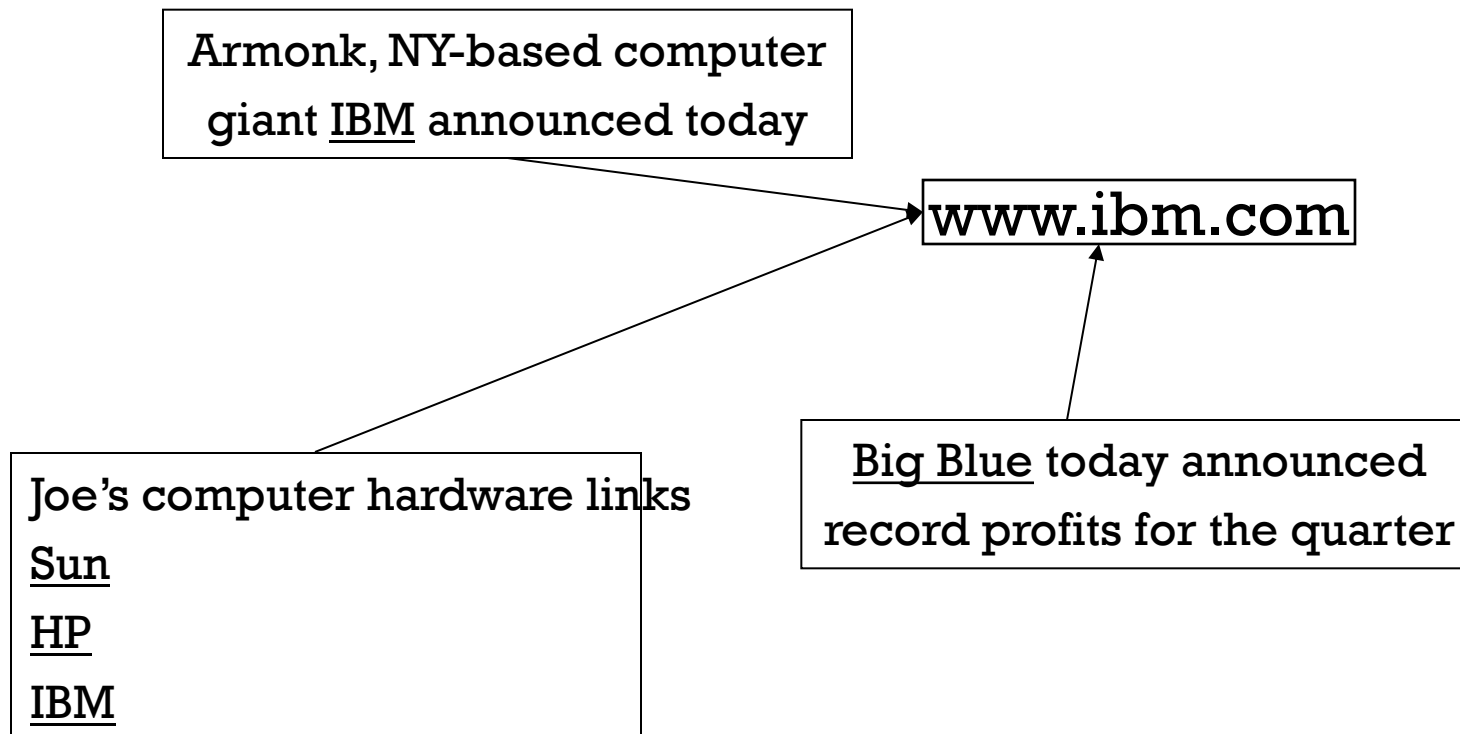 Armonk, NY-based computer
giant IBM announced today
www.ibm.com
Joe’s computer hardware links
Sun
HP
IBM
Big Blue today announced
record profits for the quarter